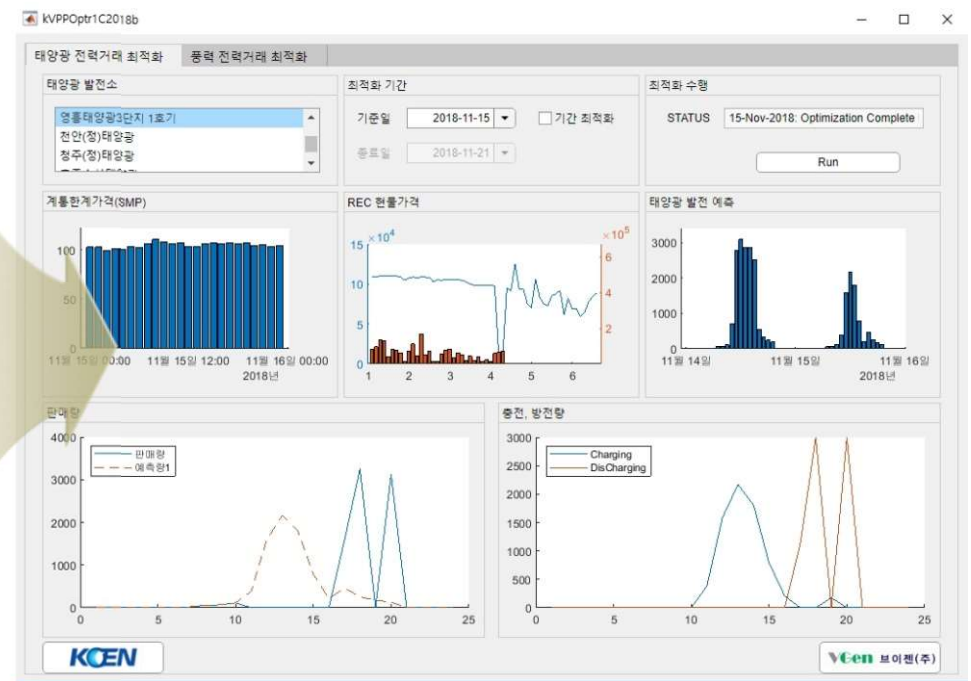 kVPPOptr1C2018b
태양광 전력거래 최적화
풍력 전력거래 최적화
태양광 발전소
영흥태양광3단지 1호기
천안(정)태양광
청주(정)태양광
최적화 기간
기준일
2018-11-15
기간 최적화
종료일
2018-11-21
최적화 수행
STATUS
15-Nov-2018: Optimization Complete
Run
계통한계가격(SMP)
100
50
0
11월 15일 00:00
11월 15일 12:00
11월 16일 00:00
2018년
REC 현물가격
×10⁴
×10⁵
15
10
5
0
6
4
2
1 2 3 4 5 6
태양광 발전 예측
3000
2000
1000
0
11월 14일
11월 15일
11월 16일
2018년
판매량
4000
3000
2000
1000
0
판매량
예측량1
0 5 10 15 20 25
충전, 방전량
3000
2500
2000
1500
1000
500
0
Charging
DisCharging
0 5 10 15 20 25
KOEN
VGen 브이젠(주)